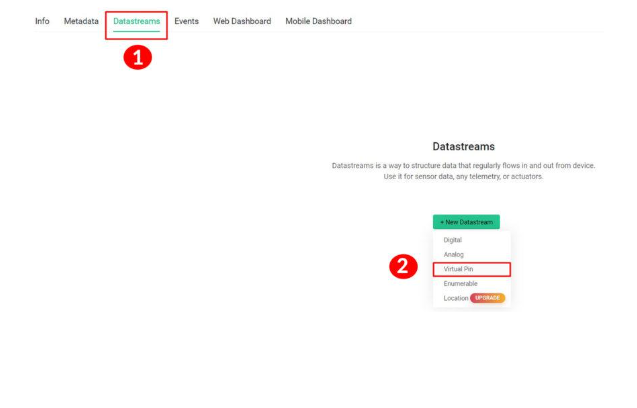 Info Metadata Datastreams Events Web Dashboard Mobile Dashboard
1
Datastreams
Datastreams is a way to structure data that regularly flows in and out from device.
Use it for sensor data, any telemetry, or actuators.
+ New Datastream
Digital
Analog
2
Virtual Pin
Enumerable
Location UPGRADE